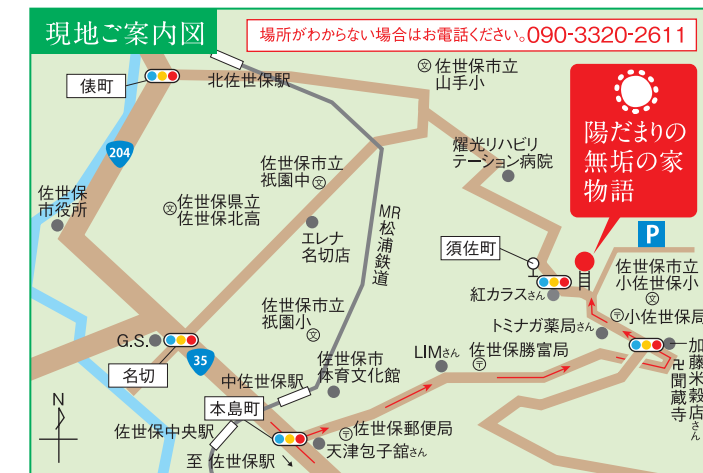 現地ご案内図
場所がわからない場合はお電話ください。090-3320-2611
俵町
北佐世保駅
佐世保市立
山手小
陽だまりの
無垢の家
物語
204
佐世保市立
祇園中
燿光リハビリ
テーション病院
佐世保
市役所
佐世保県立
佐世保北高
エレナ
名切店
MR
松浦鉄道
須佐町
P
紅カラスさん
佐世保市立
小佐世保小
佐世保市立
祇園小
トミナガ薬局さん
小佐世保局
G.S.
35
名切
中佐世保駅
佐世保市
体育文化館
LIMさん
佐世保勝富局
加藤米穀店さん
卍聞蔵寺
N
本島町
佐世保中央駅
佐世保郵便局
天津包子館さん
至 佐世保駅